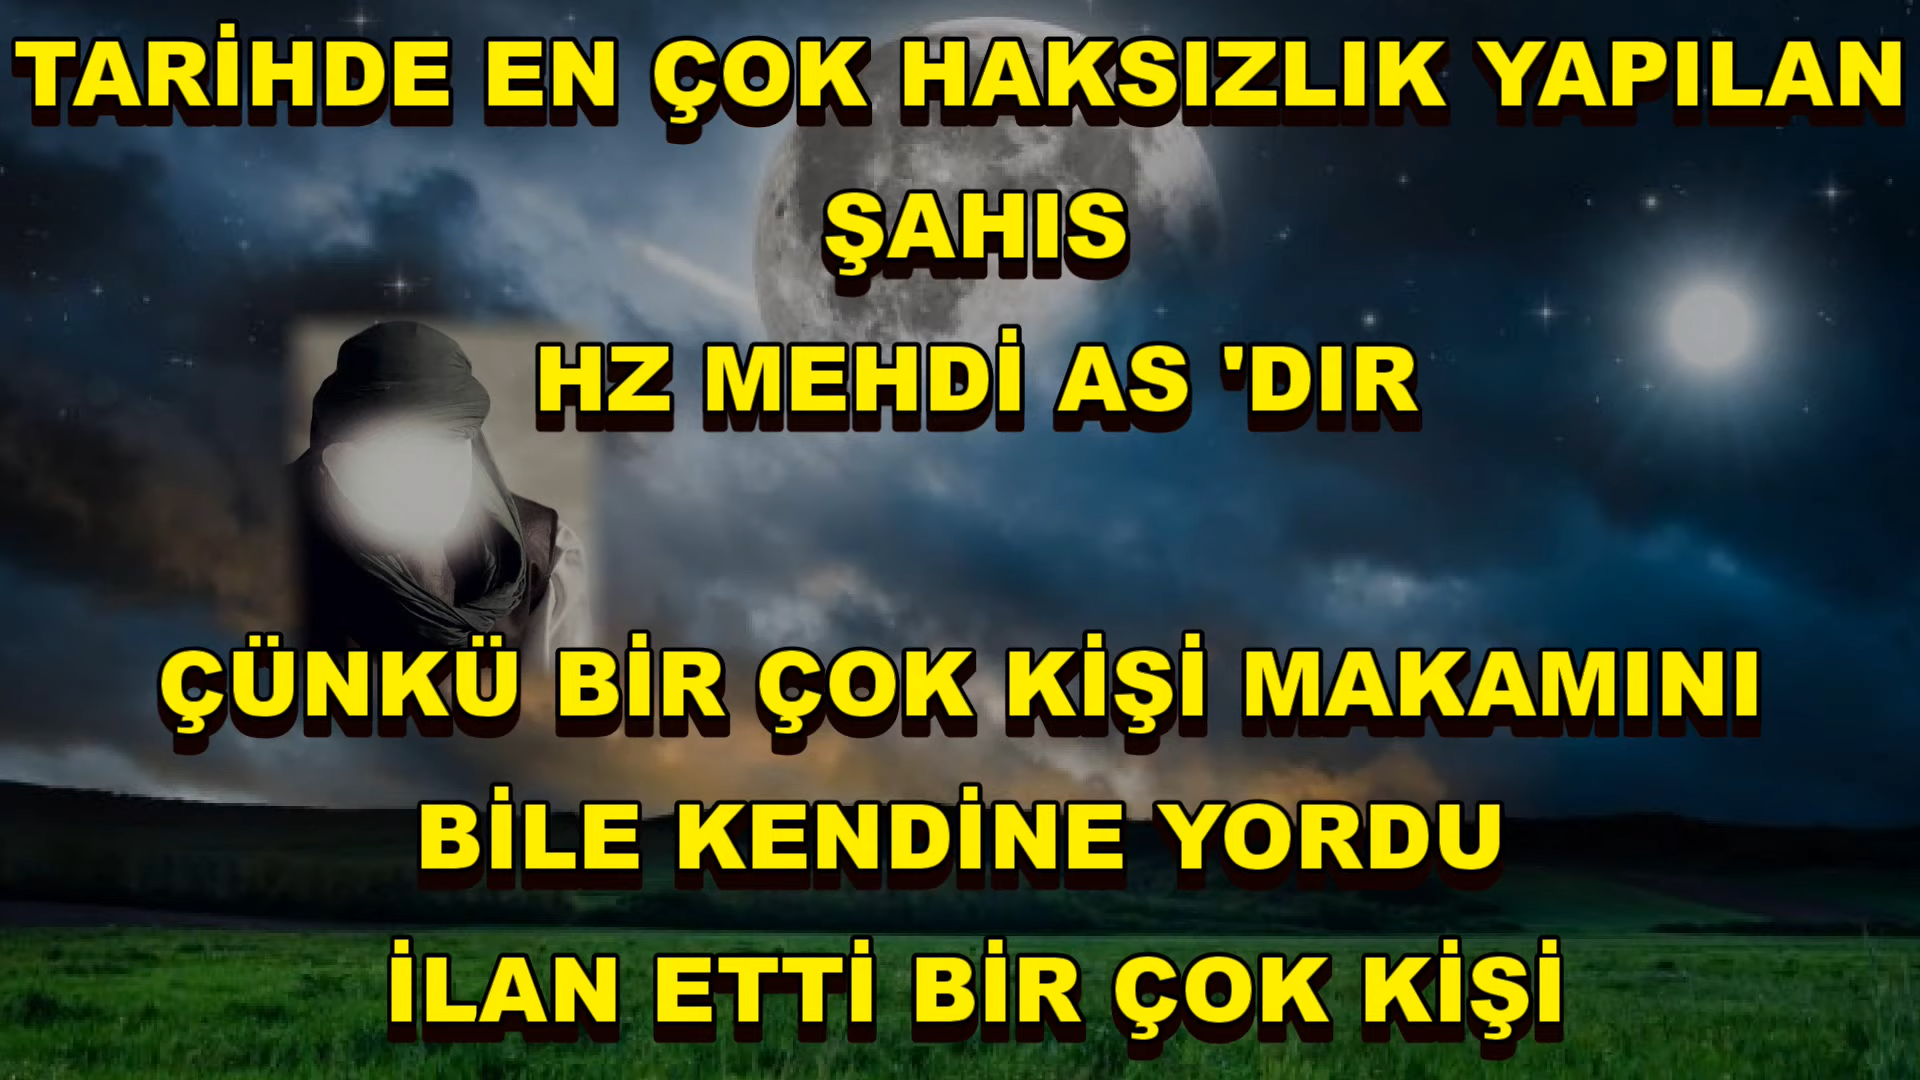 TARİHDE EN ÇOK HAKSIZLIK YAPILAN
ŞAHIS
HZ MEHDİ AS 'DIR
ÇÜNKÜ BİR ÇOK KİŞİ MAKAMINI
BİLE KENDİNE YORDU
İLAN ETTİ BİR ÇOK KİŞİ